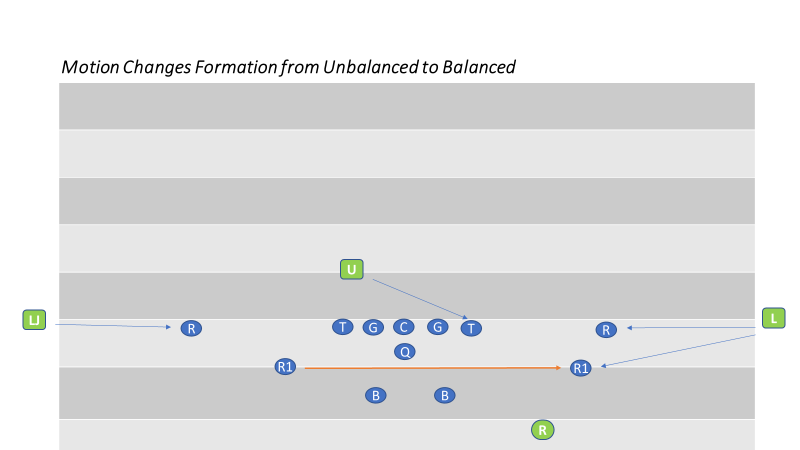 Motion Changes Formation from Unbalanced to Balanced
U
LJ
L
R
T
G
C
G
T
R
Q
R1
R1
B
B
R